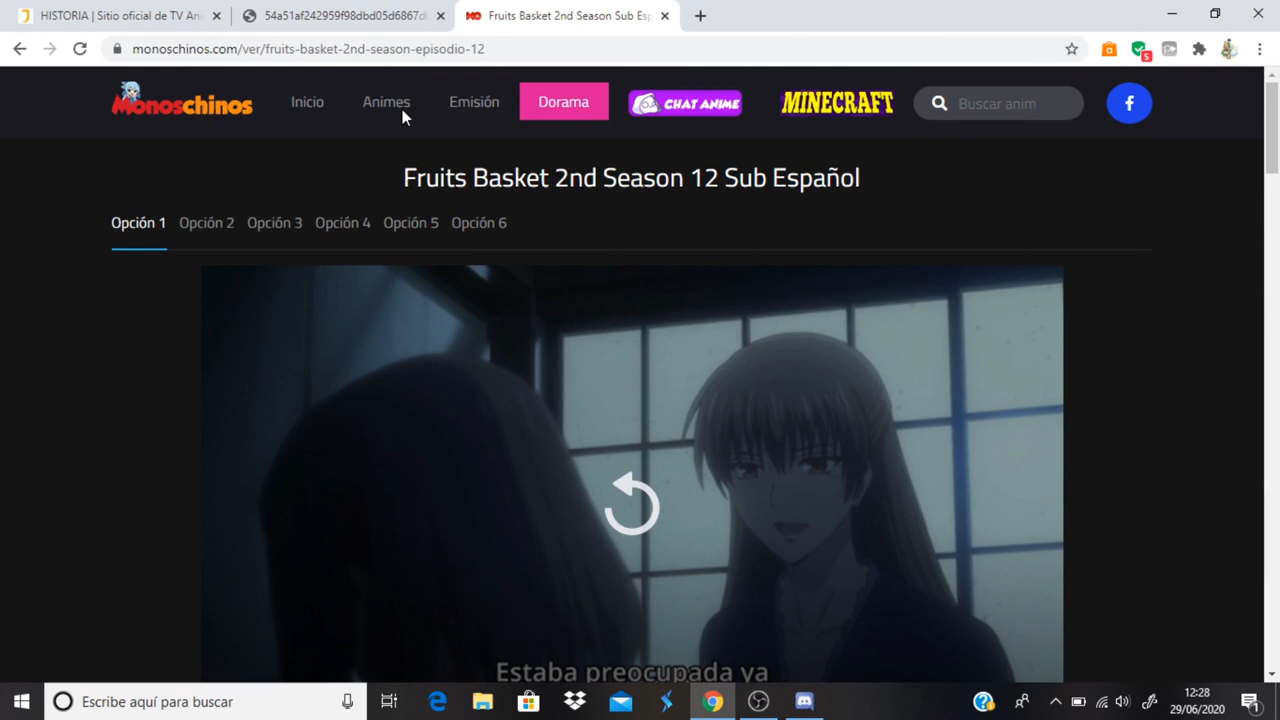 HISTORIA | Sitio oficial de TV Ani
54a51af242959f98dbd05d6867d
Fruits Basket 2nd Season Sub Esp
monoschinos.com/ver/fruits-basket-2nd-season-episodio-12
5
Monoschinos
Inicio
Animes
Emisión
Dorama
CHAT ANIME
MINECRAFT
Buscar anim
Fruits Basket 2nd Season 12 Sub Español
Opción 1
Opción 2
Opción 3
Opción 4
Opción 5
Opción 6
Estaba preocupada ya
Escribe aquí para buscar
12:28
29/06/2020
1